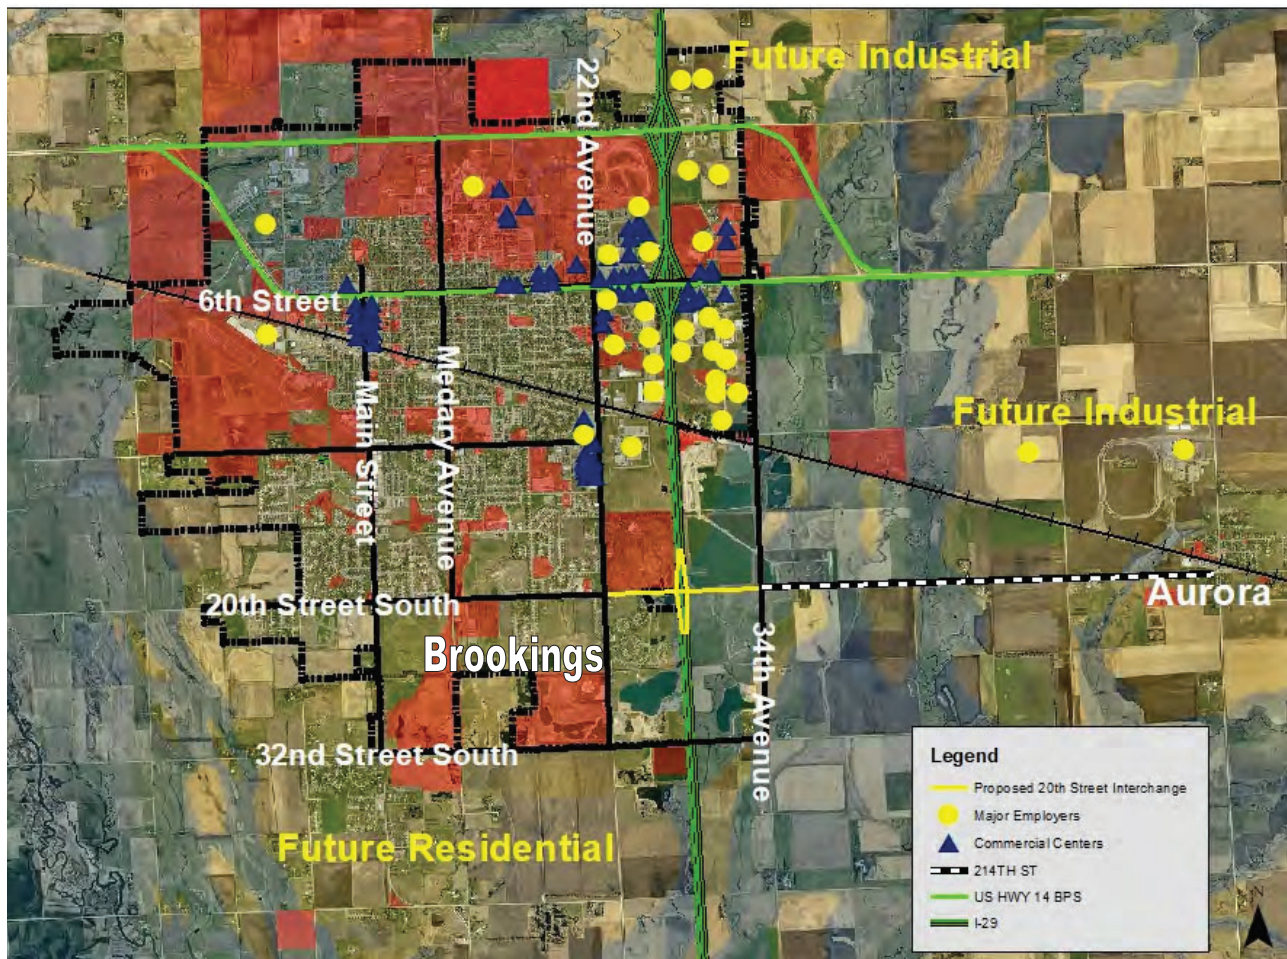 Future Industrial
22nd Avenue
6th Street
Medary Avenue
Main Street
Future Industrial
20th Street South
Aurora
Brookings
34th Avenue
32nd Street South
Future Residential
Legend
Proposed 20th Street Interchange
Major Employers
Commercial Centers
214TH ST
US HWY 14 BPS
I-29
N